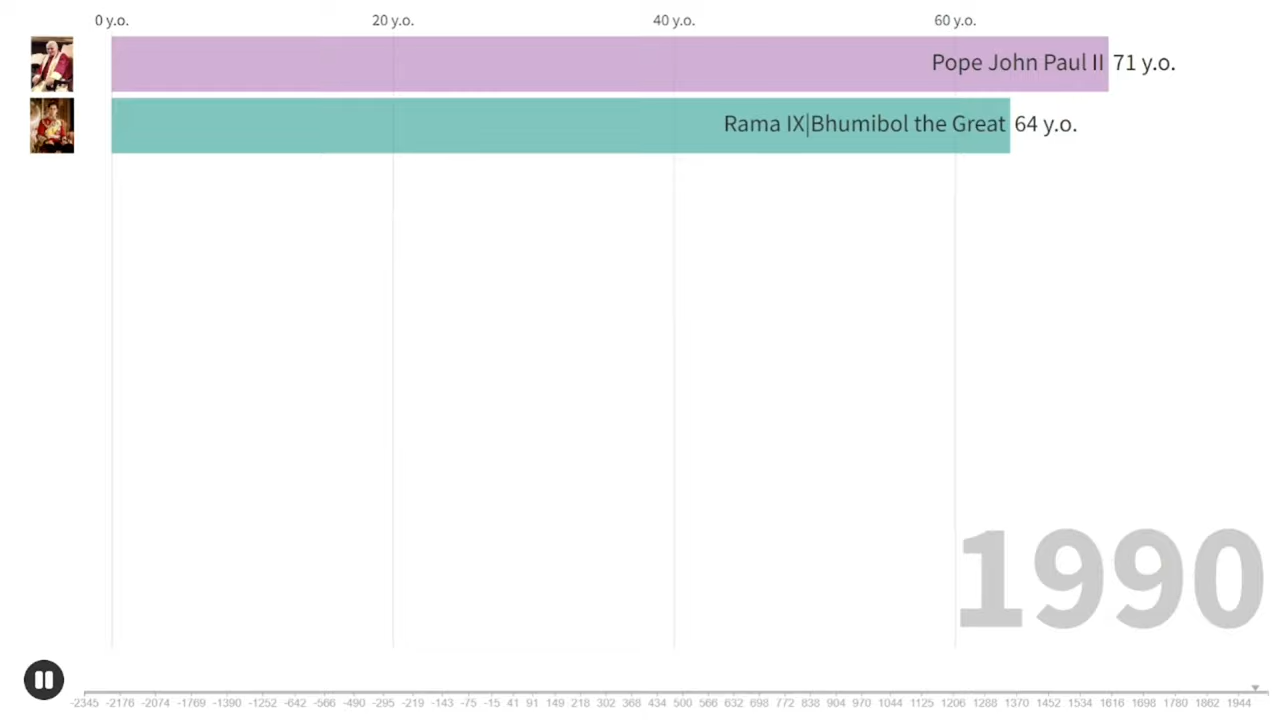 0 y.o. 20 y.o. 40 y.o. 60 y.o.
Pope John Paul II 71 y.o.
Rama IX|Bhumibol the Great 64 y.o.
1990
-2345 -2176 -2074 -1769 -1390 -1252 -642 -566 -490 -295 -219 -143 -75 -15 41 91 149 218 302 368 434 500 566 632 698 772 838 904 970 1044 1125 1206 1288 1370 1452 1534 1616 1698 1780 1862 1944